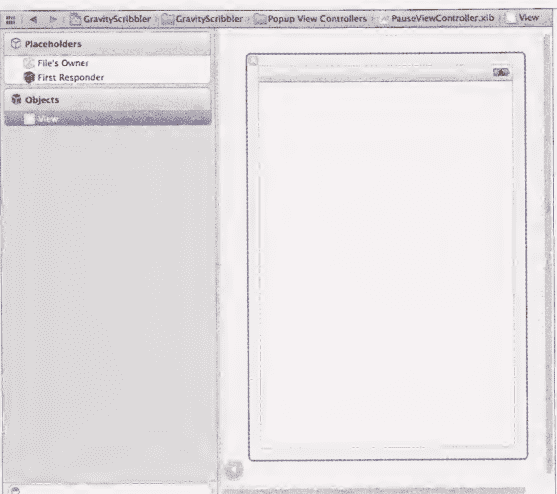 GravityScribbler GravityScribbler Popup View Controllers PauseViewController.xib View
Placeholders
File's Owner
First Responder
Objects
View